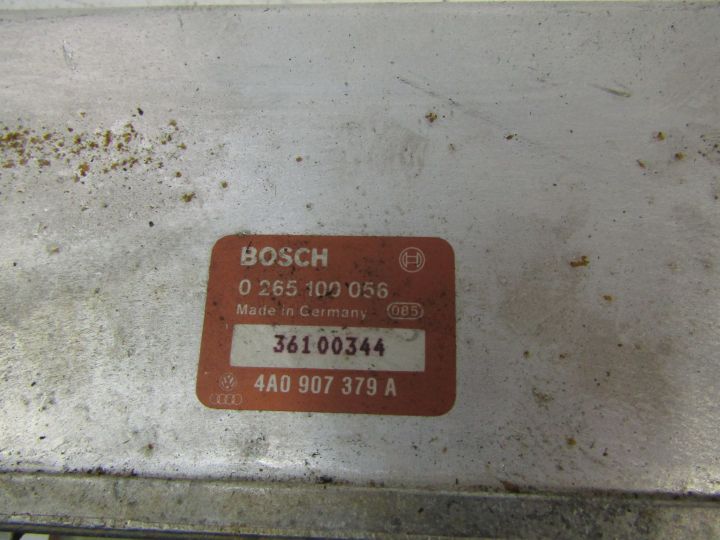 BOSCH
0 265 100 056
Made in Germany 085
36100344
4A0 907 379 A